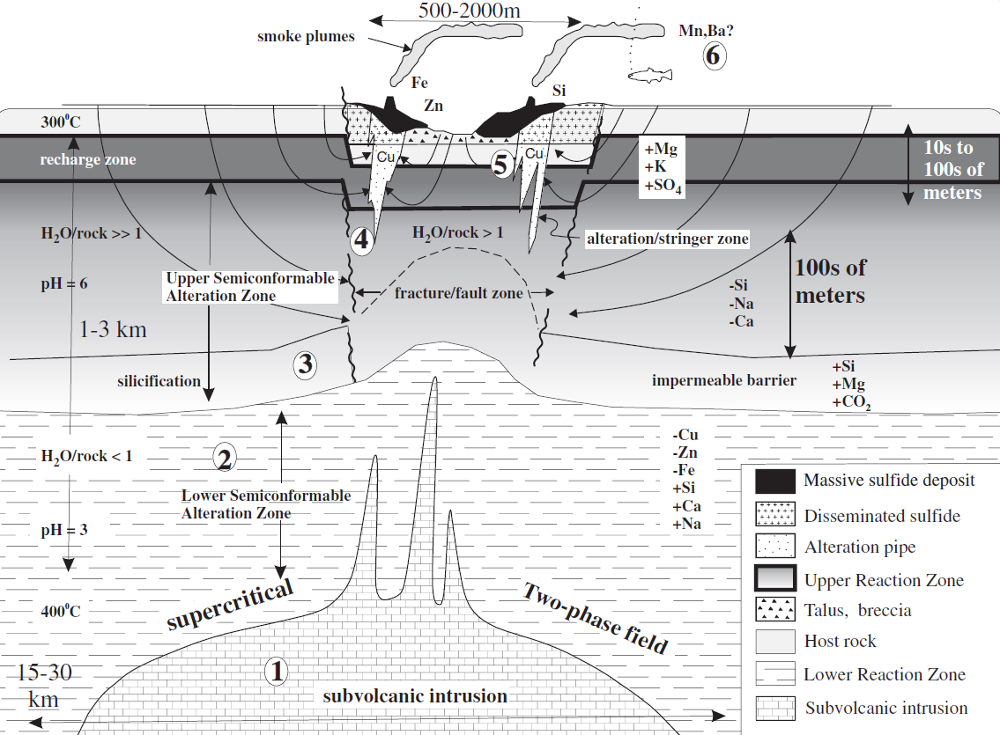 500-2000m
smoke plumes
Mn,Ba?
6
Fe
Zn
Si
300⁰C
recharge zone
Cu
5
Cu
+Mg
+K
+SO₄
10s to
100s of
meters
H₂O/rock >> 1
4
H₂O/rock > 1
alteration/stringer zone
pH = 6
Upper Semiconformable
Alteration Zone
fracture/fault zone
-Si
-Na
-Ca
100s of
meters
1-3 km
3
silicification
impermeable barrier
+Si
+Mg
+CO₂
H₂O/rock < 1
2
-Cu
-Zn
-Fe
+Si
+Ca
+Na
Lower Semiconformable
Alteration Zone
pH = 3
400⁰C
supercritical
Two-phase field
15-30
km
1
subvolcanic intrusion
Massive sulfide deposit
Disseminated sulfide
Alteration pipe
Upper Reaction Zone
Talus, breccia
Host rock
Lower Reaction Zone
Subvolcanic intrusion